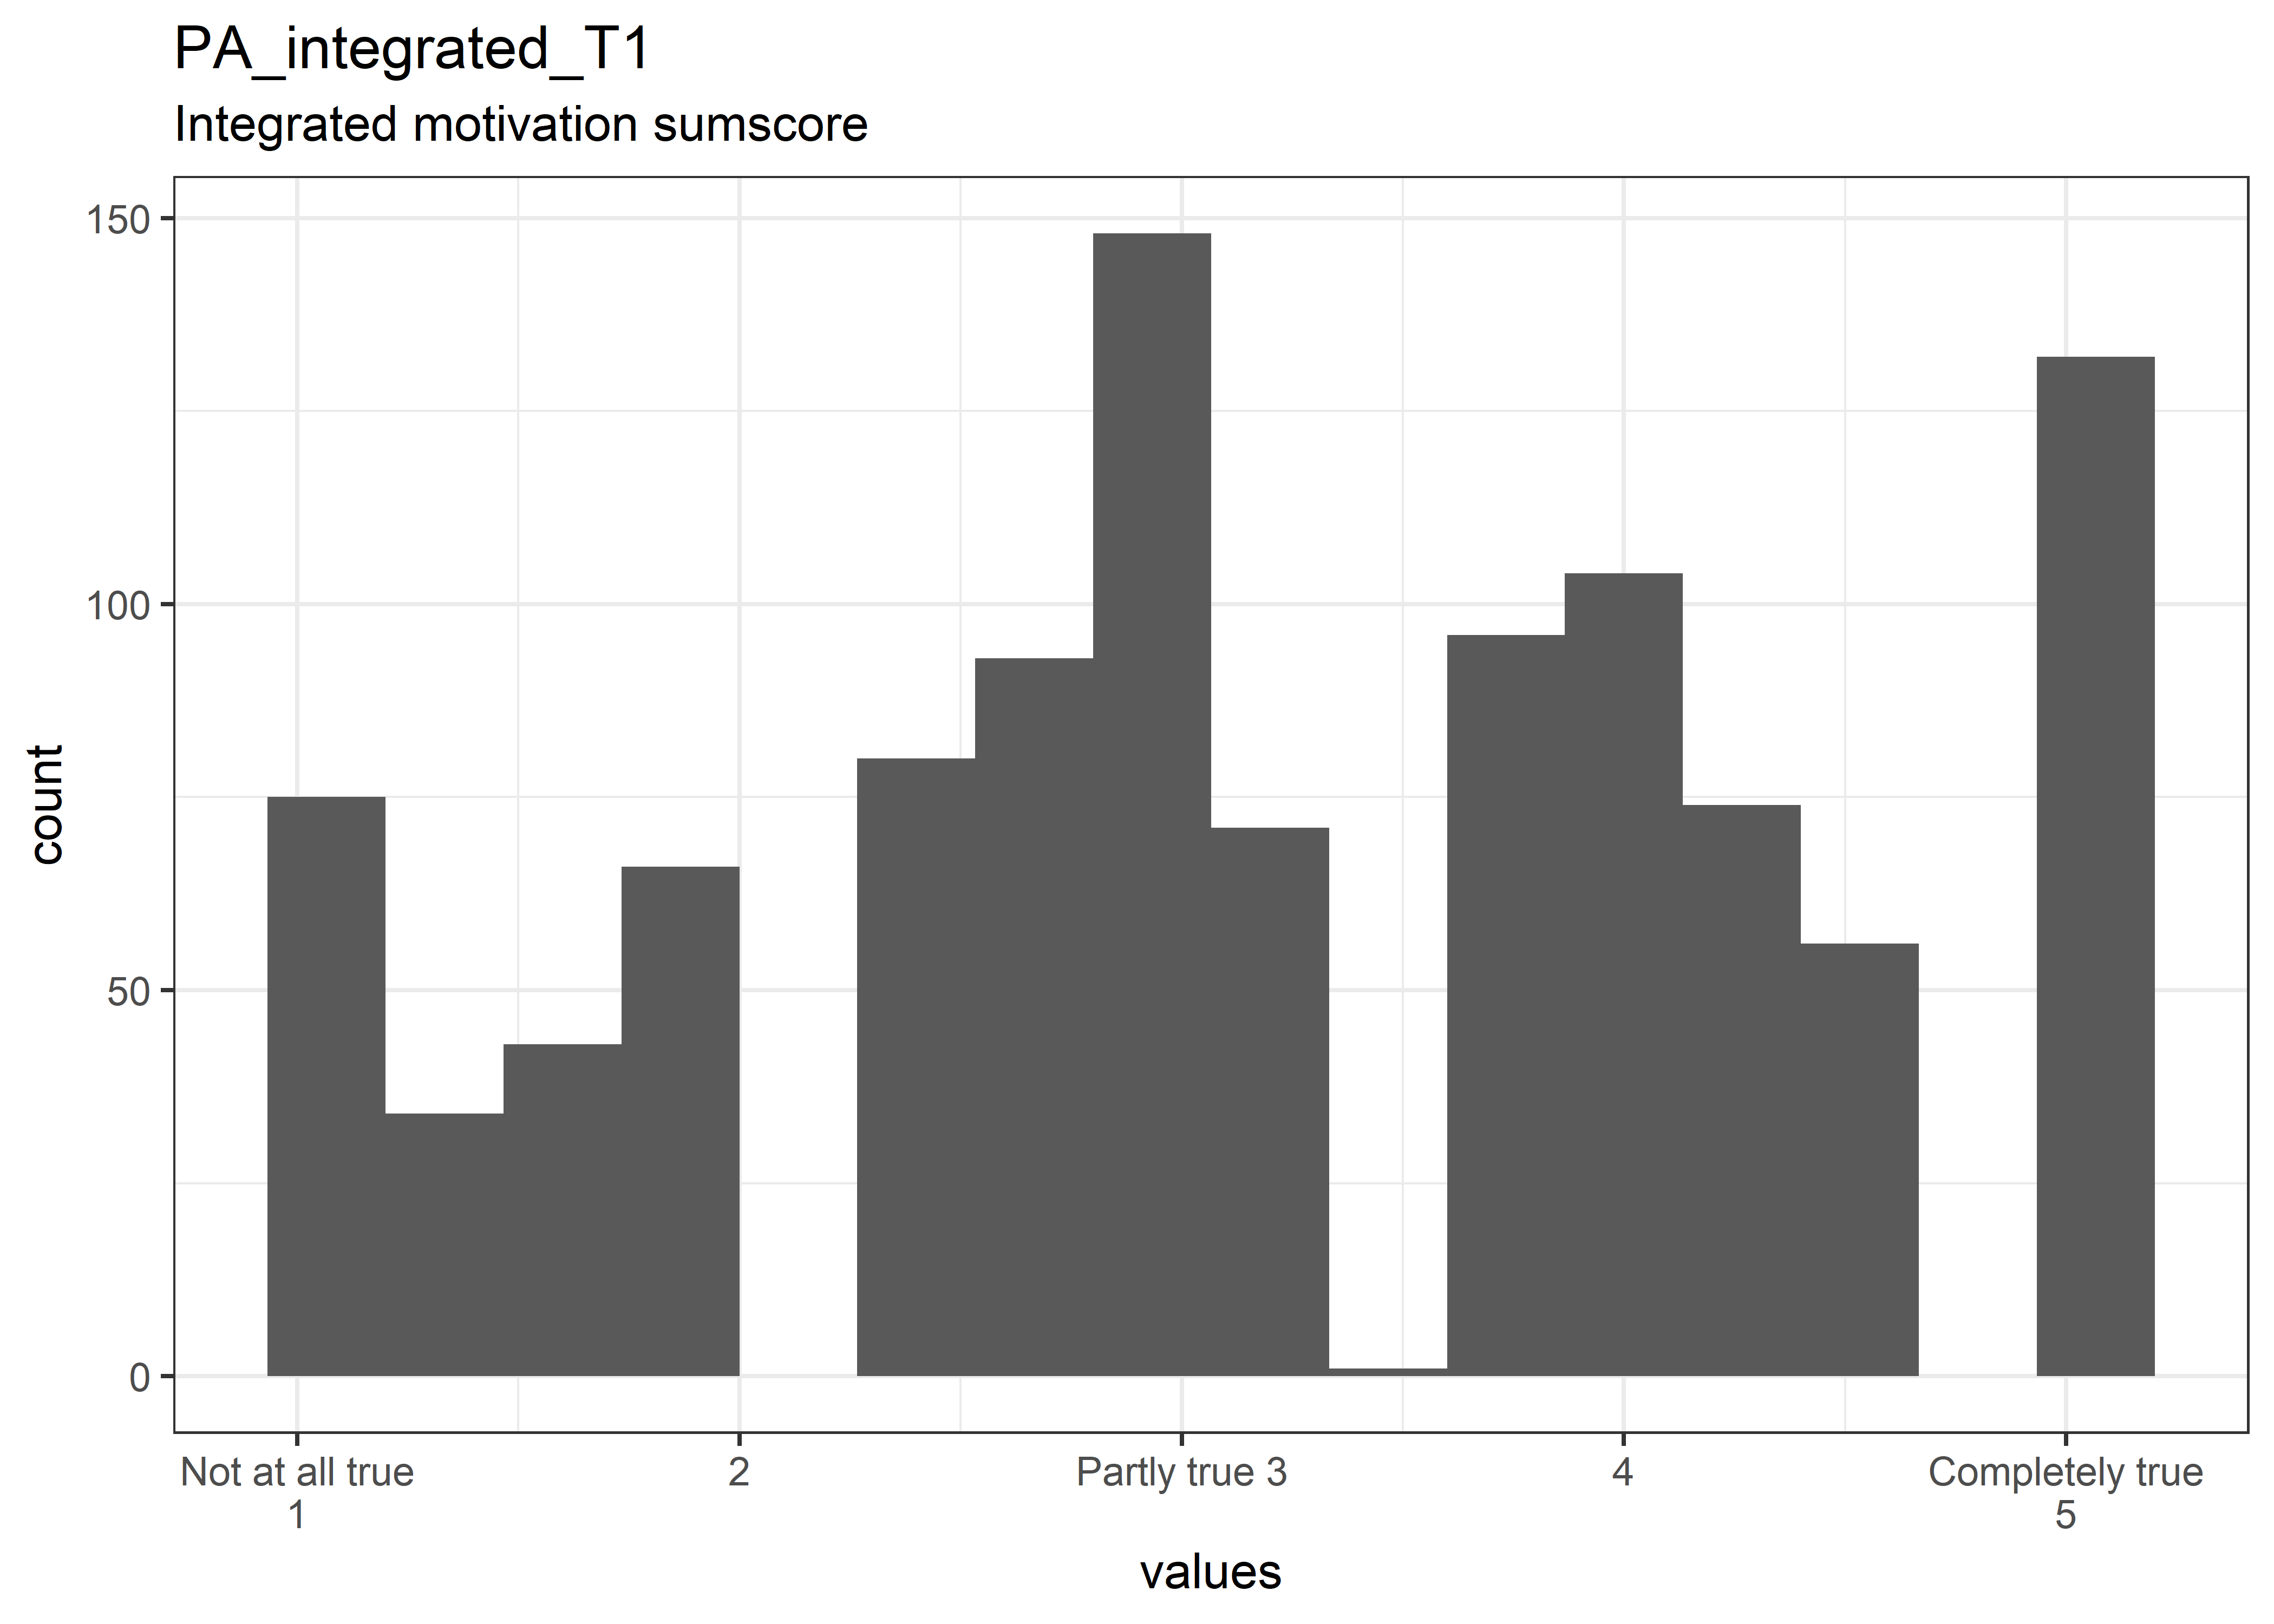 PA_integrated_T1
Integrated motivation sumscore
150
100
50
0
count
Not at all true
1
2
Partly true 3
4
Completely true
5
values